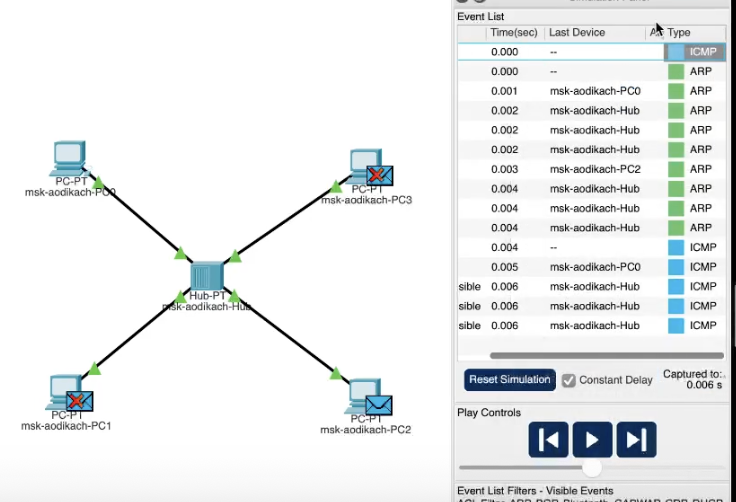 Event List
Time(sec) Last Device Type
0.000 -- ICMP
0.000 -- ARP
0.001 msk-aodikach-PC0 ARP
0.002 msk-aodikach-Hub ARP
0.002 msk-aodikach-Hub ARP
0.002 msk-aodikach-Hub ARP
0.003 msk-aodikach-PC2 ARP
0.004 msk-aodikach-Hub ARP
0.004 msk-aodikach-Hub ARP
0.004 msk-aodikach-Hub ARP
0.004 -- ICMP
0.005 msk-aodikach-PC0 ICMP
sible 0.006 msk-aodikach-Hub ICMP
sible 0.006 msk-aodikach-Hub ICMP
sible 0.006 msk-aodikach-Hub ICMP
Reset Simulation
Constant Delay
Captured to:
0.006 s
Play Controls
Event List Filters - Visible Events
PC-PT
msk-aodikach-PC0
PC-PT
msk-aodikach-PC3
Hub-PT
msk-aodikach-Hub
PC-PT
msk-aodikach-PC1
PC-PT
msk-aodikach-PC2